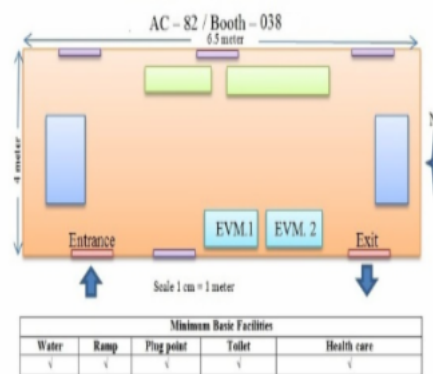 AC – 82 / Booth – 038
6.5 meter
4 meter
N
EVM.1 EVM. 2
Entrance Exit
Scale 1 cm = 1 meter
Minimum Basic Facilities
Water Ramp Plug point Toilet Health care
√ √ √ √ √